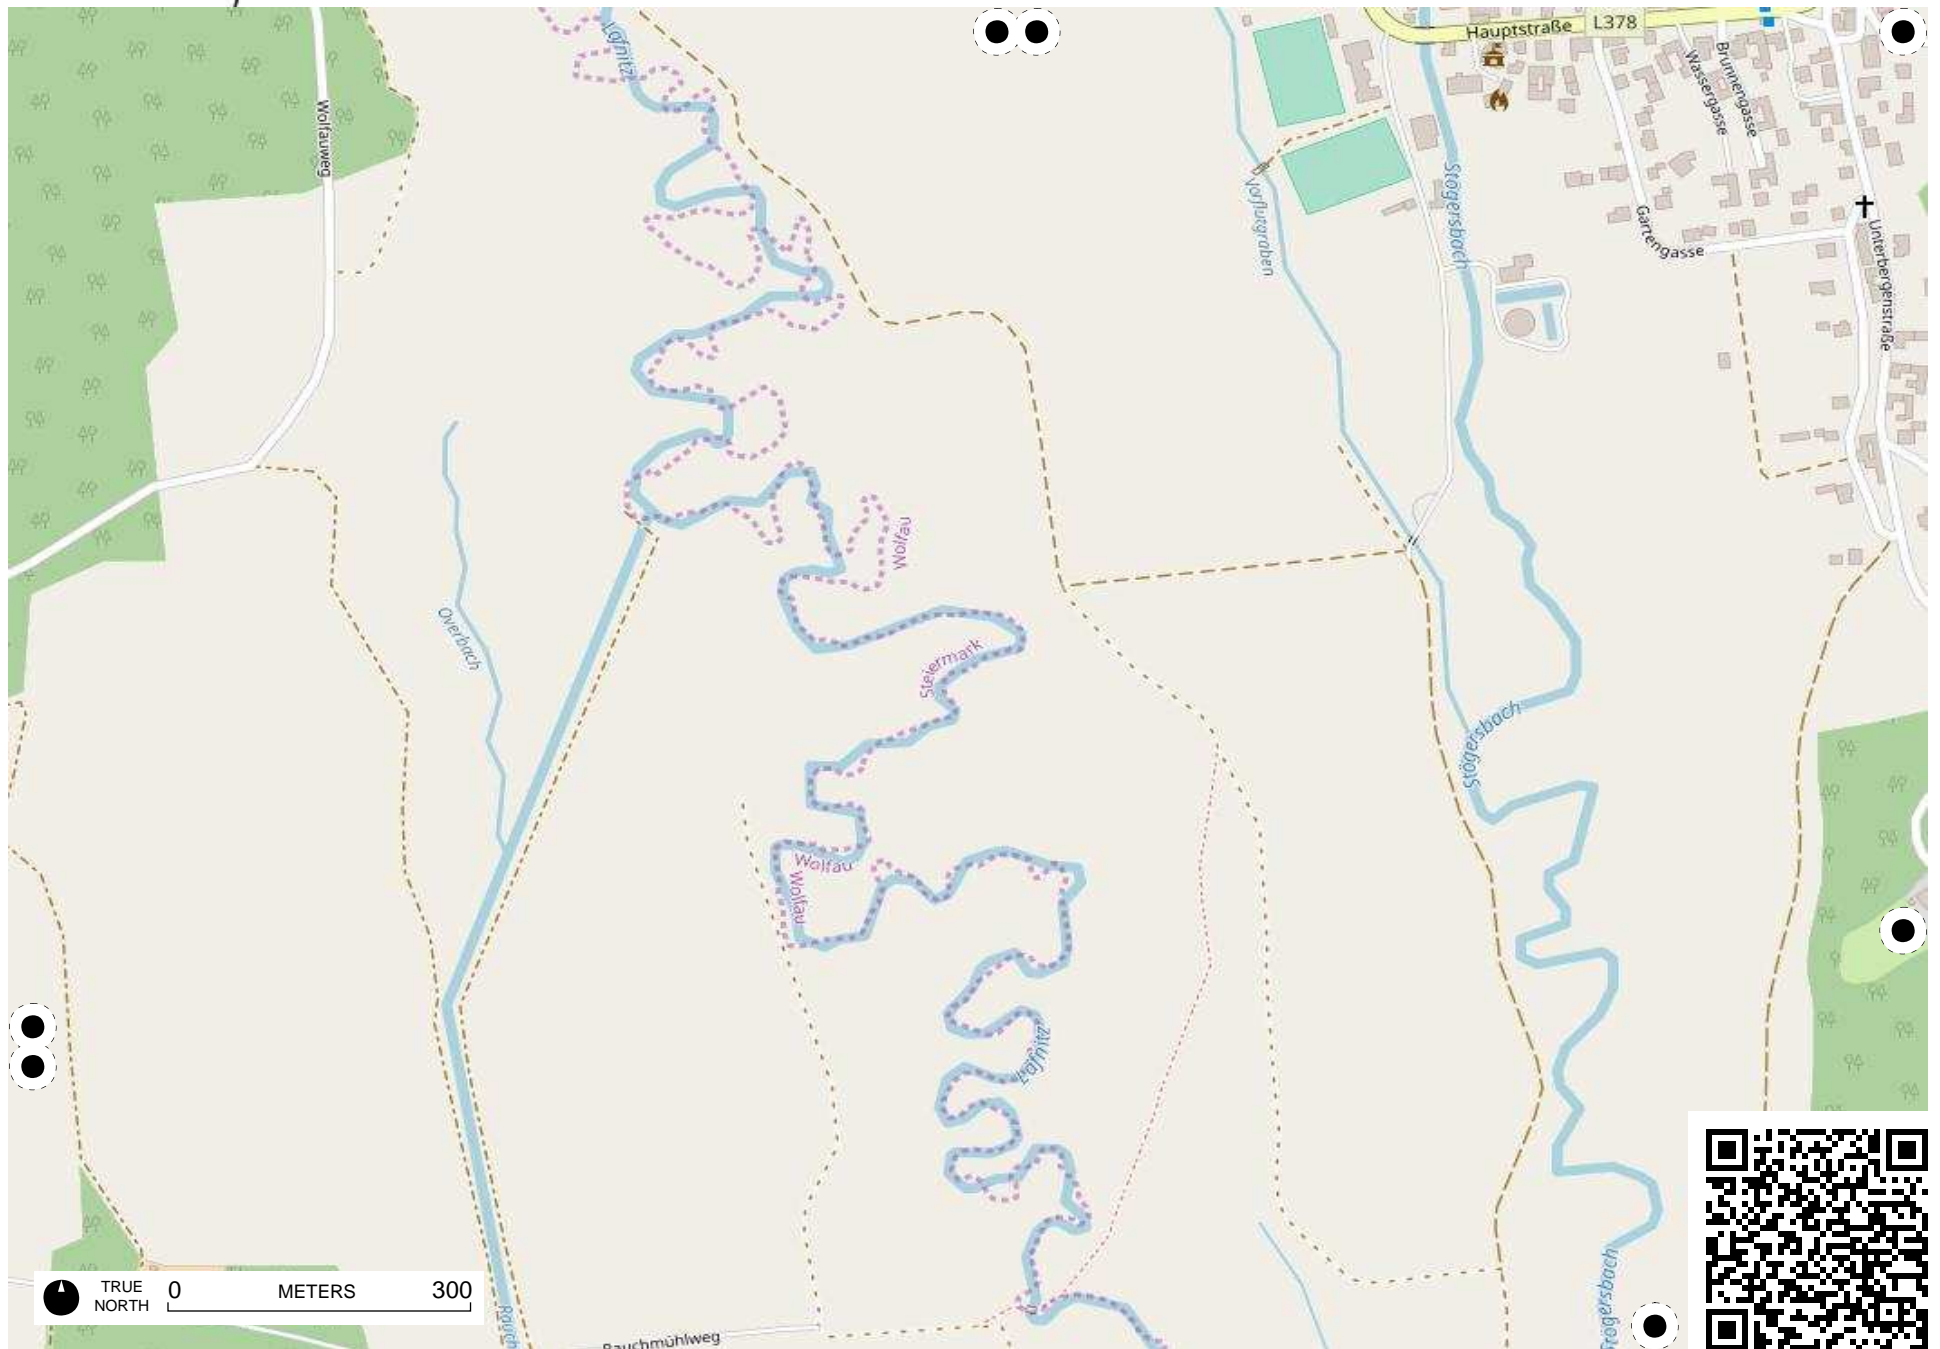 Hauptstraße
L378
Lafnitz
Brunnengasse
Wassergasse
Wolfauweg
Stögersbach
Vorflutgraben
Gartengasse
Unterbergenstraße
Wolfau
Overbach
Steiermark
Stögersbach
Wolfau
Wolfau
Lafnitz
TRUE NORTH
0 METERS 300
Rauch
Rauchmühlweg
Stögersbach